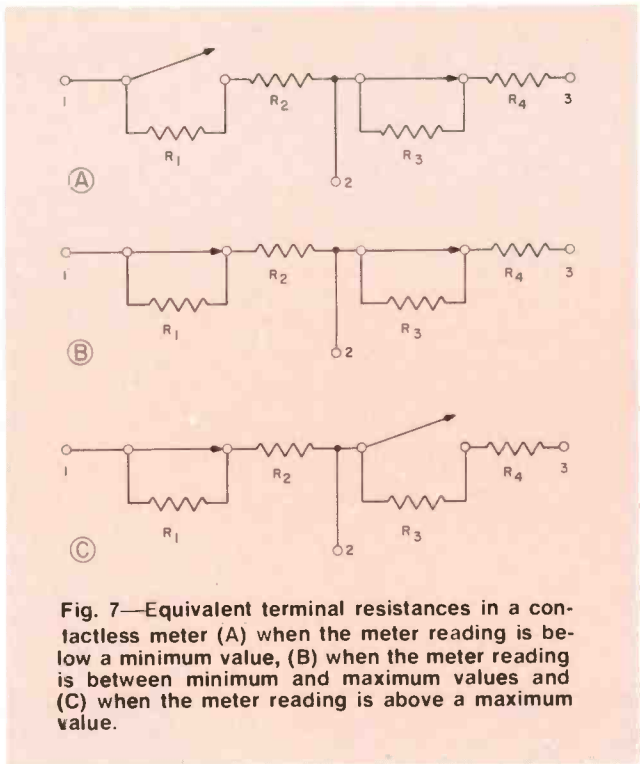 1 R1 R2 2 R3 R4 3
A
1 R1 R2 2 R3 R4 3
B
1 R1 R2 2 R3 R4 3
C
Fig. 7—Equivalent terminal resistances in a con-
tactless meter (A) when the meter reading is be-
low a minimum value, (B) when the meter reading
is between minimum and maximum values and
(C) when the meter reading is above a maximum
value.